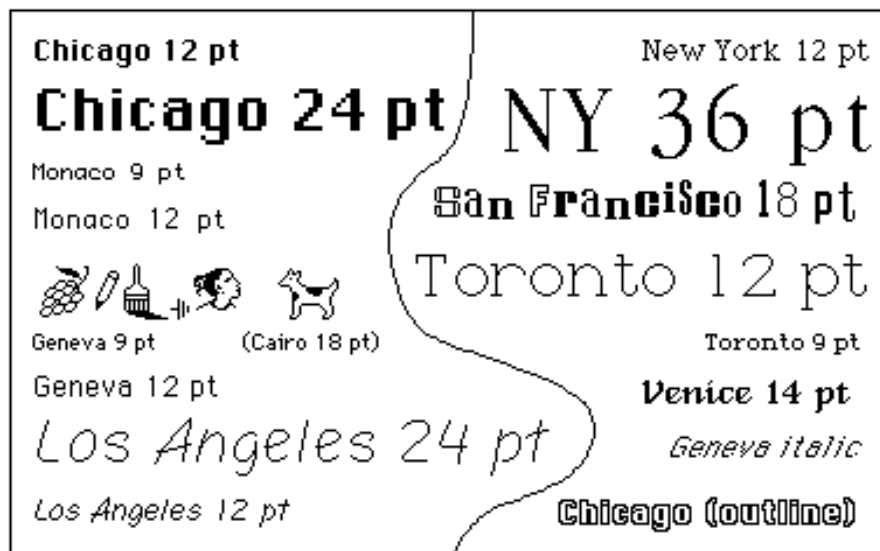 Chicago 12 pt
Chicago 24 pt
Monaco 9 pt
Monaco 12 pt
Geneva 9 pt
(Cairo 18 pt)
Geneva 12 pt
Los Angeles 24 pt
Los Angeles 12 pt
New York 12 pt
NY 36 pt
San Francisco 18 pt
Toronto 12 pt
Toronto 9 pt
Venice 14 pt
Geneva italic
Chicago (outline)